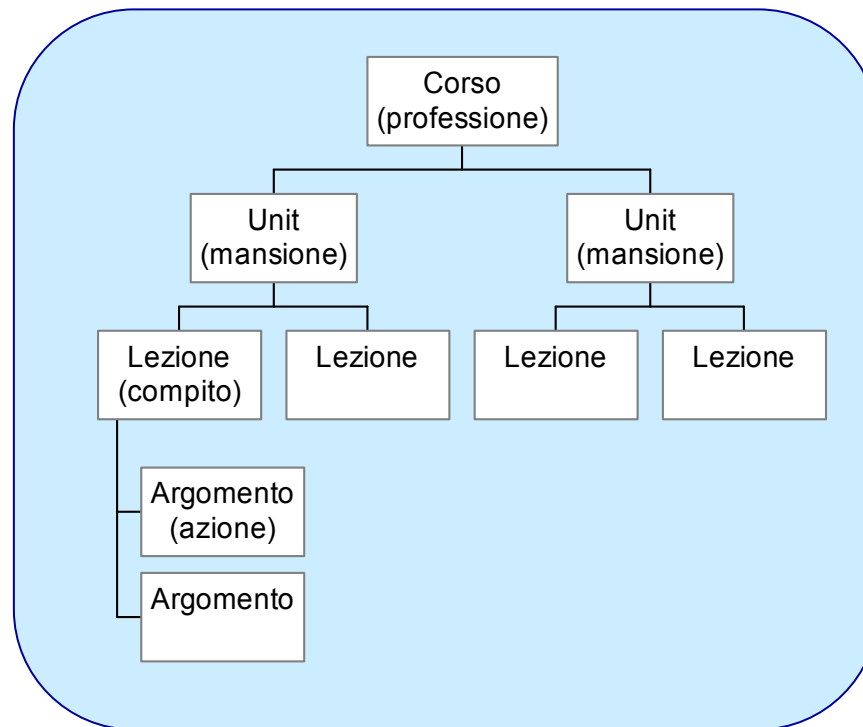 Corso
(professione)
Unit
(mansione)
Unit
(mansione)
Lezione
(compito)
Lezione
Lezione
Lezione
Argomento
(azione)
Argomento